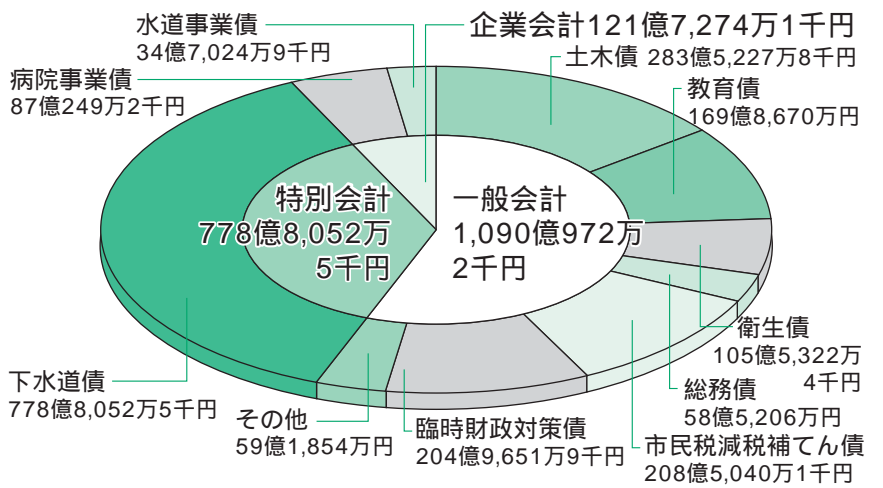 企業会計121億7,274万1千円
水道事業債
34億7,024万9千円
病院事業債
87億249万2千円
土木債 283億5,227万8千円
教育債
169億8,670万円
特別会計
778億8,052万
5千円
一般会計
1,090億972万
2千円
衛生債
105億5,322万
4千円
総務債
58億5,206万円
市民税減税補てん債
208億5,040万1千円
臨時財政対策債
204億9,651万9千円
その他
59億1,854万円
下水道債
778億8,052万5千円